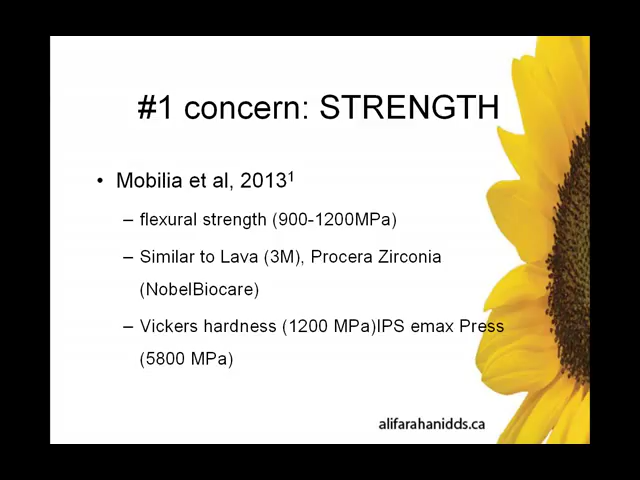 #1 concern: STRENGTH
• Mobilia et al, 2013¹
– flexural strength (900-1200MPa)
– Similar to Lava (3M), Procera Zirconia
(NobelBiocare)
– Vickers hardness (1200 MPa)IPS emax Press
(5800 MPa)
alifarahanidds.ca